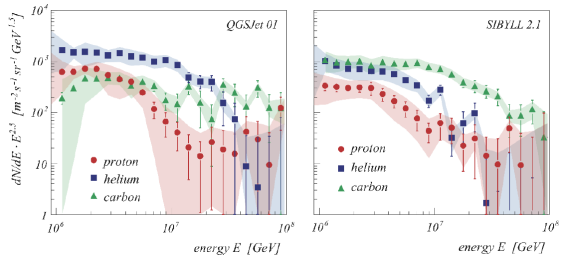 QGSJet 01
SIBYLL 2.1
dN/dE · E^2.5 [m^-2 s^-1 sr^-1 GeV^1.5]
10^4
10^3
10^2
10
1
proton
helium
carbon
proton
helium
carbon
10^6
10^7
10^8
10^6
10^7
10^8
energy E [GeV]
energy E [GeV]